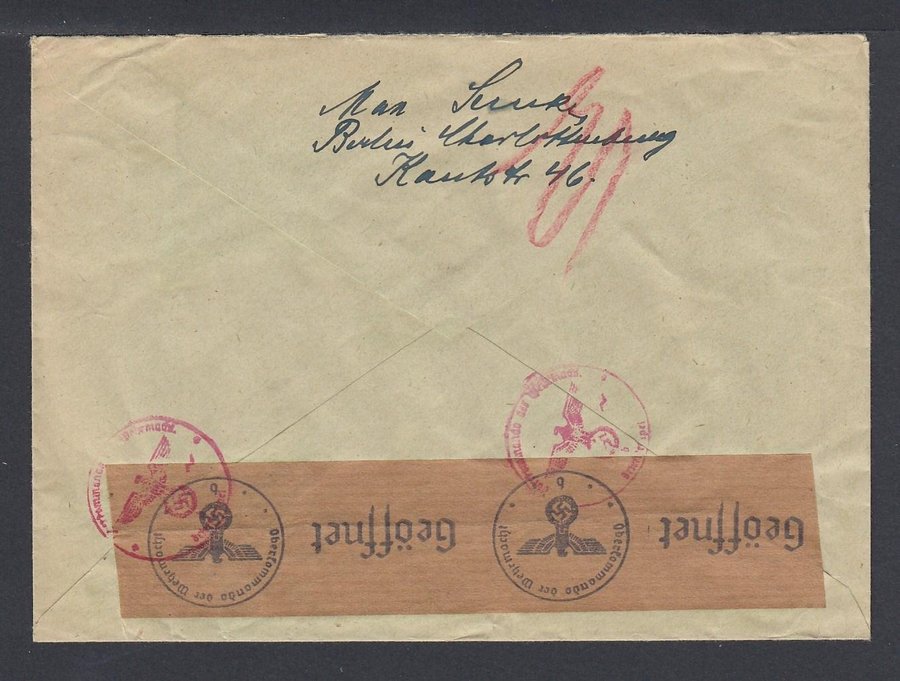 Max
Berlin Charlottenburg
Kantstr 46.
Oberkommando der Wehrmacht
b
Geöffnet
Oberkommando der Wehrmacht
b
Geöffnet